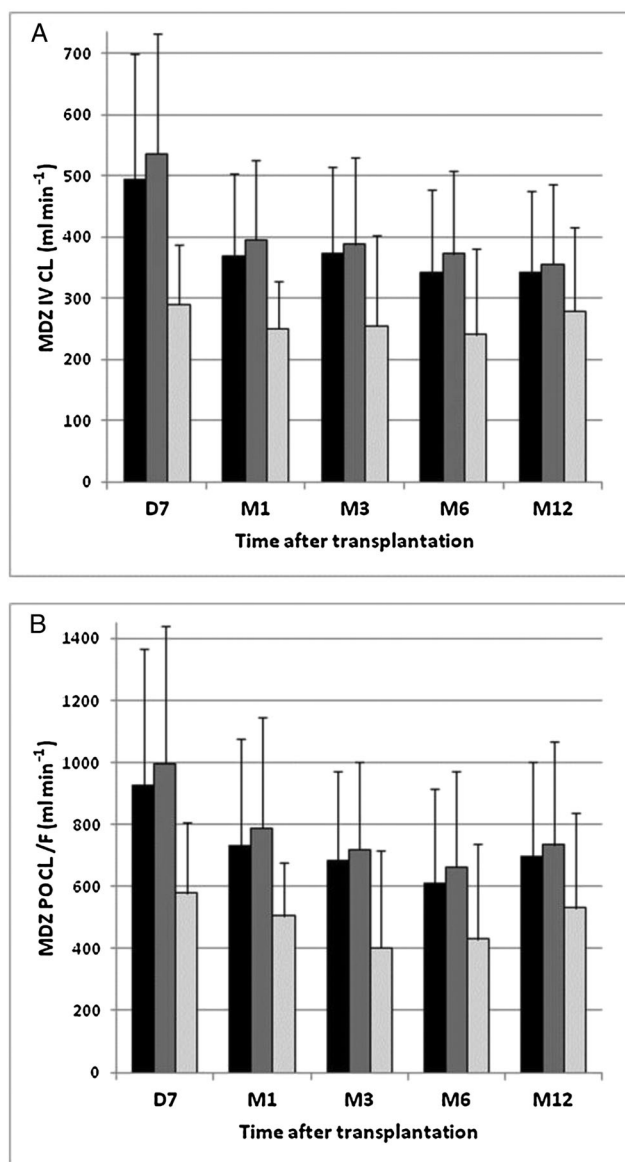 A
MDZ IV CL (ml min⁻¹)
700
600
500
400
300
200
100
0
D7 M1 M3 M6 M12
Time after transplantation
B
MDZ POCL/F (ml min⁻¹)
1400
1200
1000
800
600
400
200
0
D7 M1 M3 M6 M12
Time after transplantation